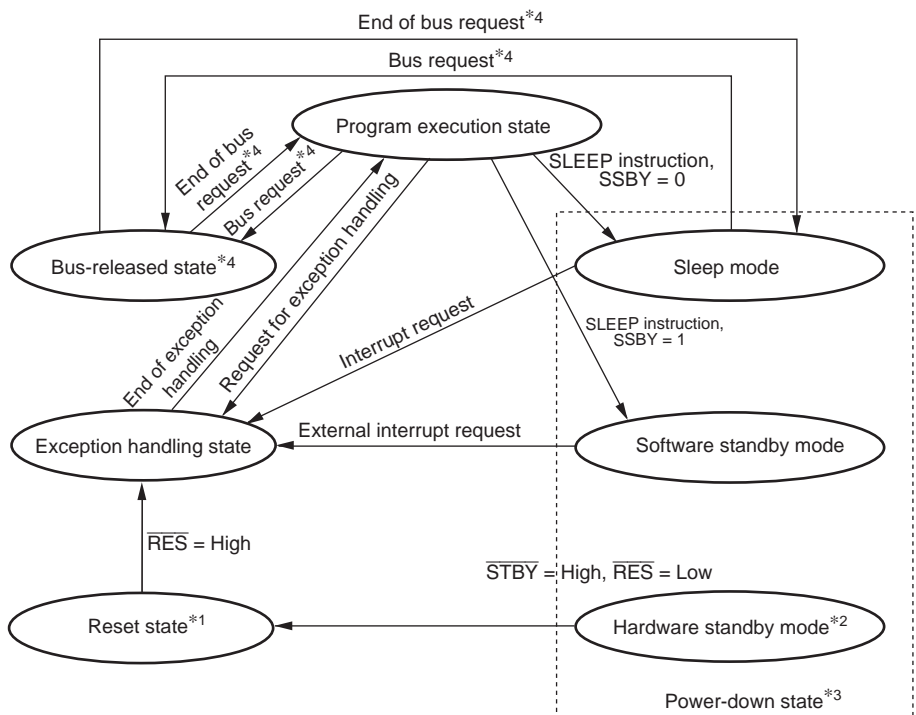 End of bus request*4
Bus request*4
Program execution state
End of bus
request*4
Bus request*4
SLEEP instruction,
SSBY = 0
Bus-released state*4
Sleep mode
Request for exception handling
End of exception
handling
Interrupt request
SLEEP instruction,
SSBY = 1
Exception handling state
External interrupt request
Software standby mode
R̅E̅S̅ = High
S̅T̅B̅Y̅ = High, R̅E̅S̅ = Low
Reset state*1
Hardware standby mode*2
Power-down state*3